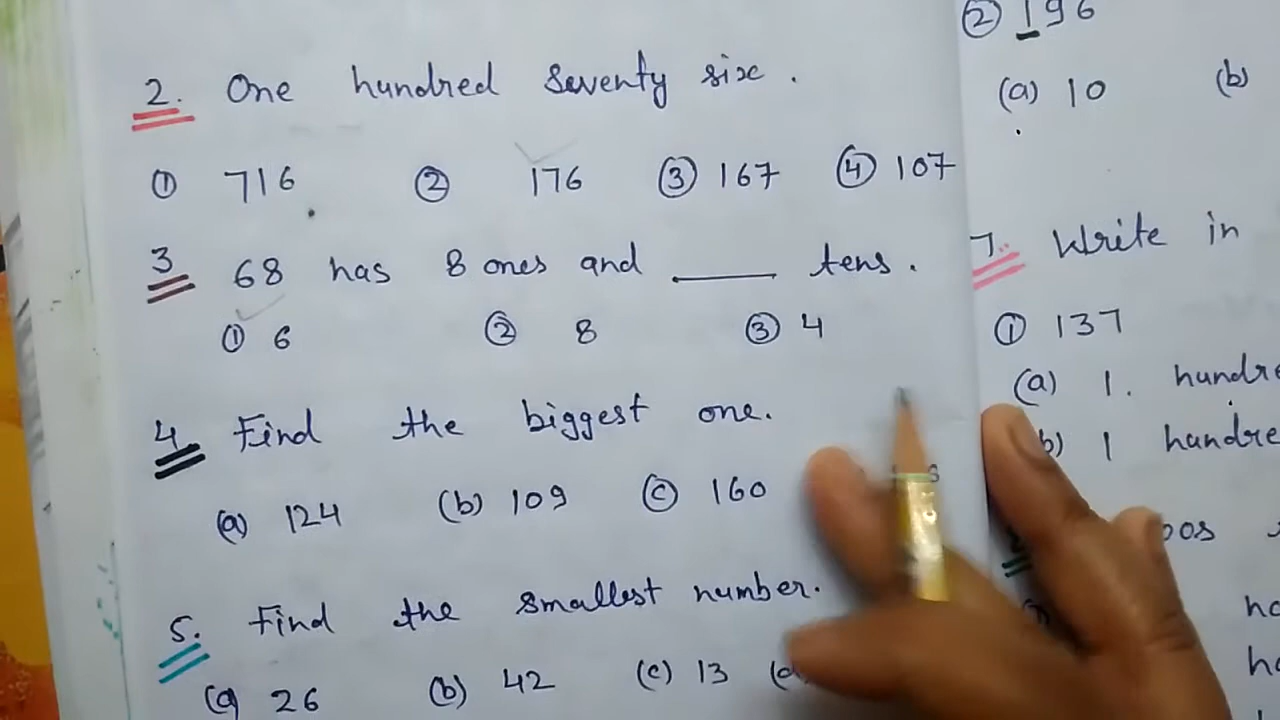 2. One hundred Seventy six.
① 716 ② 176 ③ 167 ④ 107
3 68 has 8 ones and ____ tens.
① 6 ② 8 ③ 4
4 Find the biggest one.
(a) 124 (b) 109 (c) 160
5. Find the smallest number.
(a) 26 (b) 42 (c) 13 (d)
② 196
(a) 10 (b)
7. Write in
① 137
(a) 1. hundre
b) 1 hundre